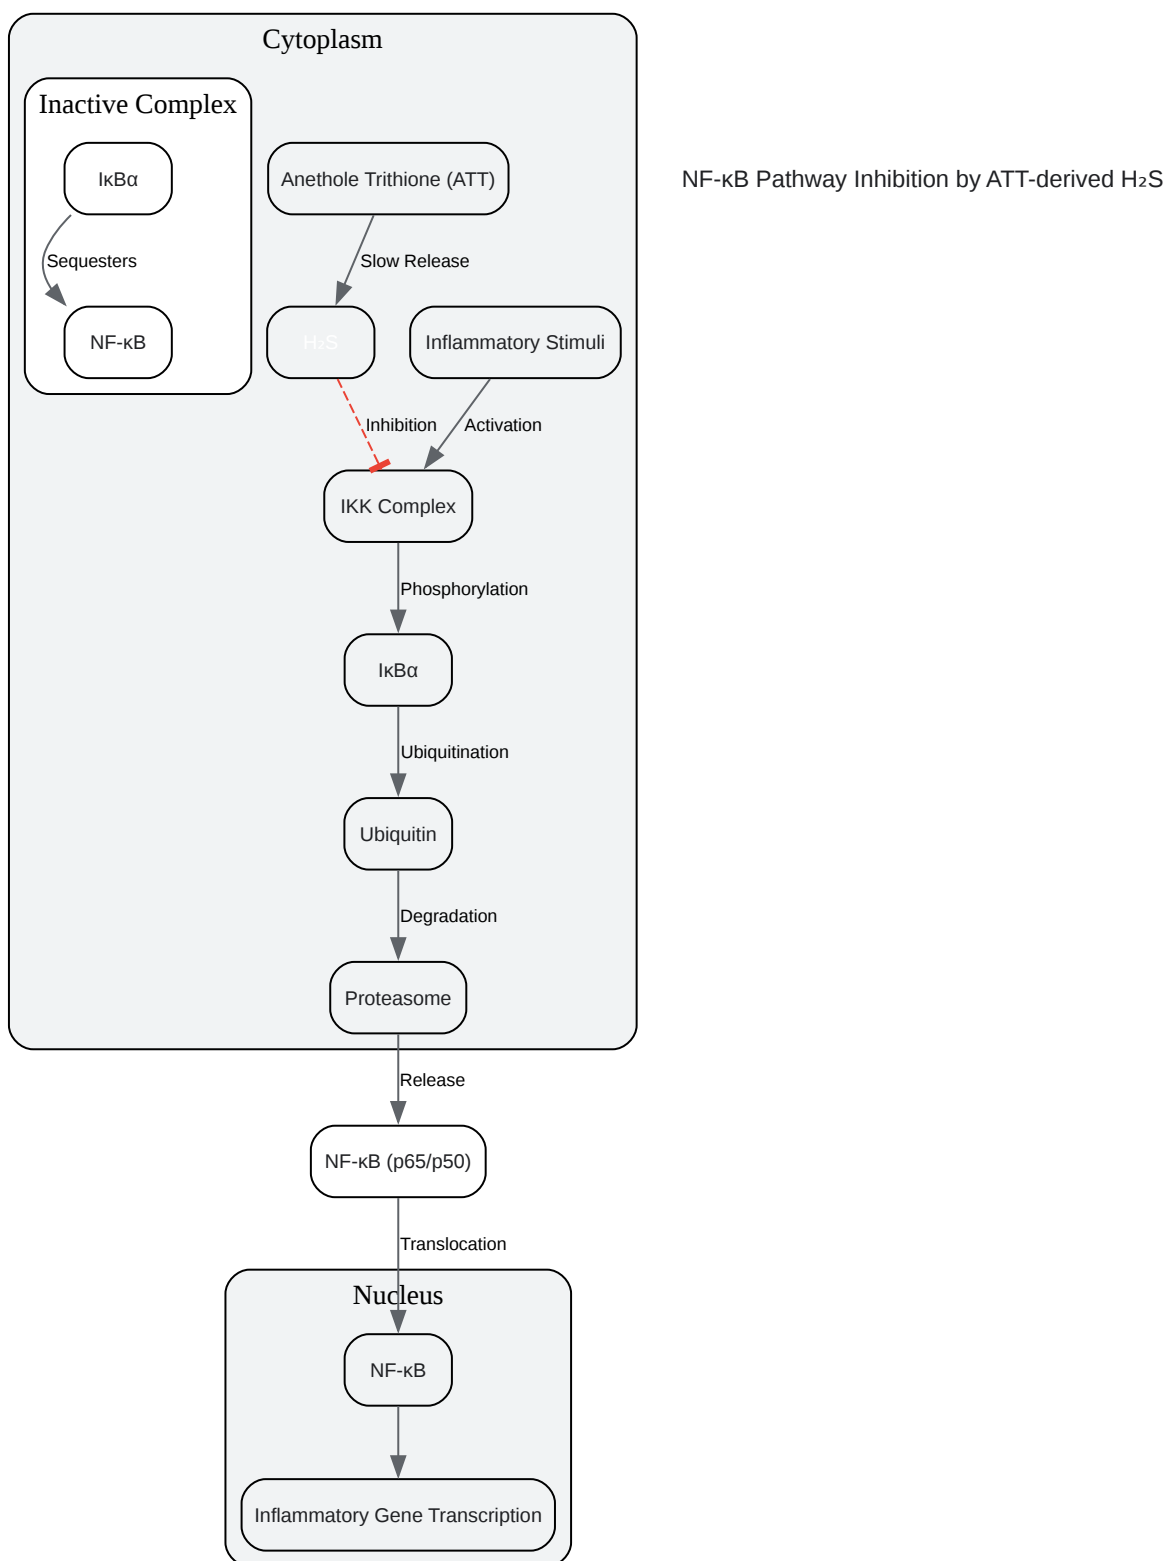 Cytoplasm
Inactive Complex
IκBα
Anethole Trithione (ATT)
NF-κB Pathway Inhibition by ATT-derived H₂S
Sequesters
Slow Release
NF-κB
H₂S
Inflammatory Stimuli
Inhibition
Activation
IKK Complex
Phosphorylation
IκBα
Ubiquitination
Ubiquitin
Degradation
Proteasome
Release
NF-κB (p65/p50)
Translocation
Nucleus
NF-κB
Inflammatory Gene Transcription